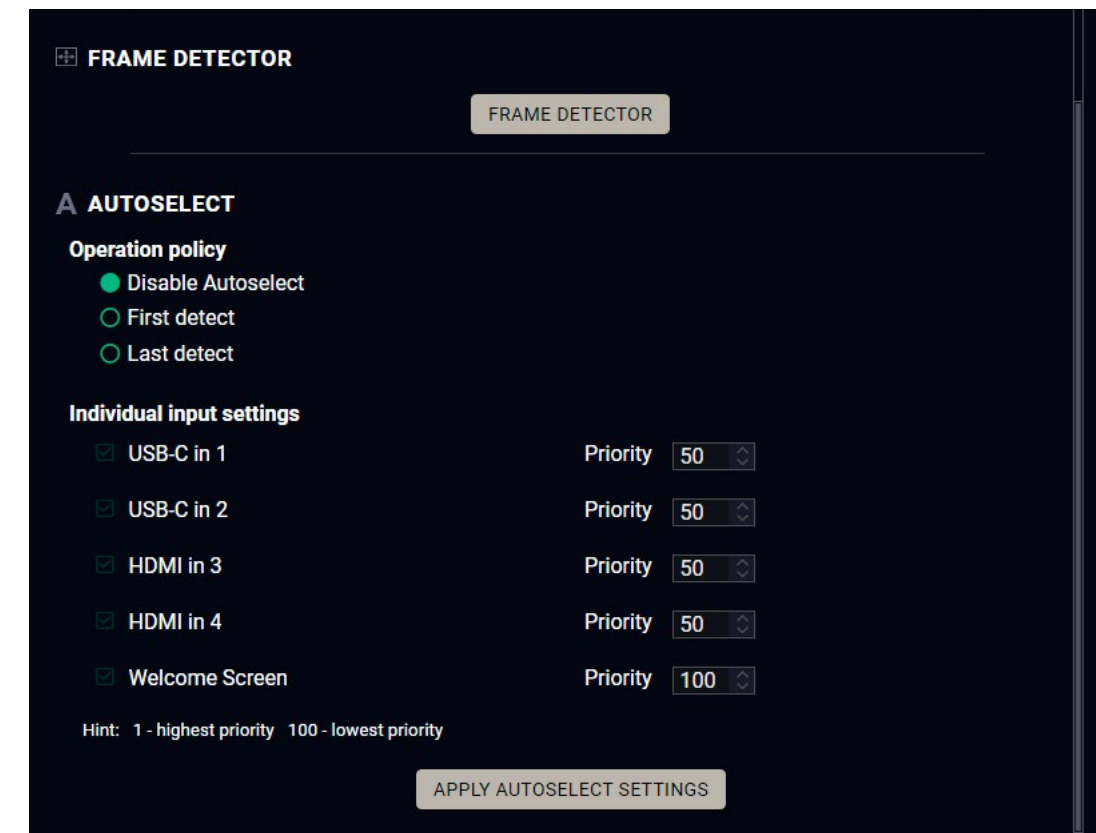 FRAME DETECTOR
FRAME DETECTOR
A AUTOSELECT
Operation policy
Disable Autoselect
First detect
Last detect
Individual input settings
USB-C in 1 Priority 50
USB-C in 2 Priority 50
HDMI in 3 Priority 50
HDMI in 4 Priority 50
Welcome Screen Priority 100
Hint: 1 - highest priority 100 - lowest priority
APPLY AUTOSELECT SETTINGS